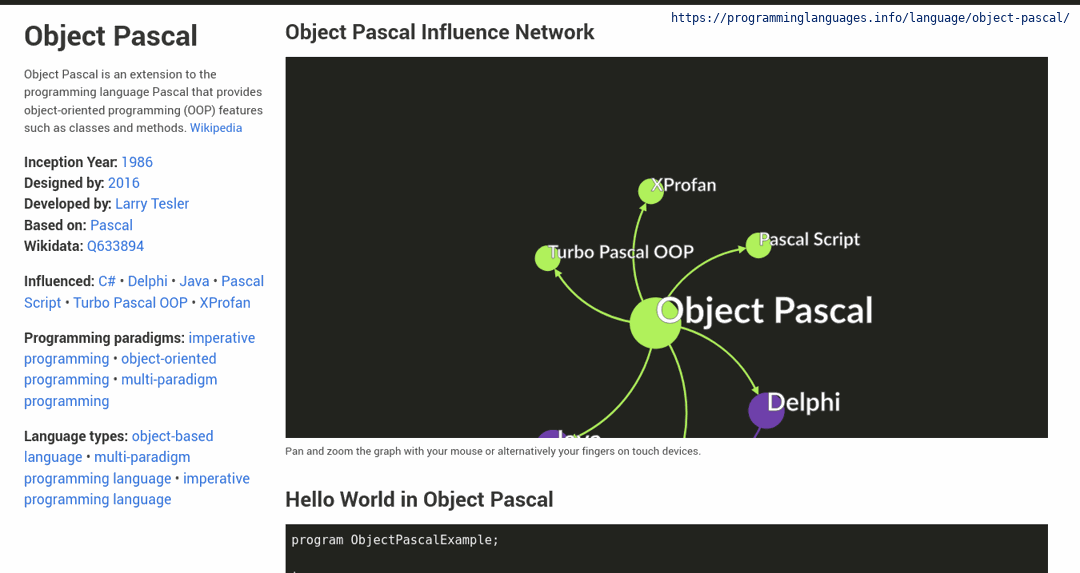 https://programminglanguages.info/language/object-pascal/
Object Pascal
Object Pascal is an extension to the
programming language Pascal that provides
object-oriented programming (OOP) features
such as classes and methods. Wikipedia
Inception Year: 1986
Designed by: 2016
Developed by: Larry Tesler
Based on: Pascal
Wikidata: Q633894
Influenced: C# • Delphi • Java • Pascal
Script • Turbo Pascal OOP • XProfan
Programming paradigms: imperative
programming • object-oriented
programming • multi-paradigm
programming
Language types: object-based
language • multi-paradigm
programming language • imperative
programming language
Object Pascal Influence Network
XProfan
Pascal Script
Turbo Pascal OOP
Object Pascal
Delphi
Java
Pan and zoom the graph with your mouse or alternatively your fingers on touch devices.
Hello World in Object Pascal
program ObjectPascalExample;